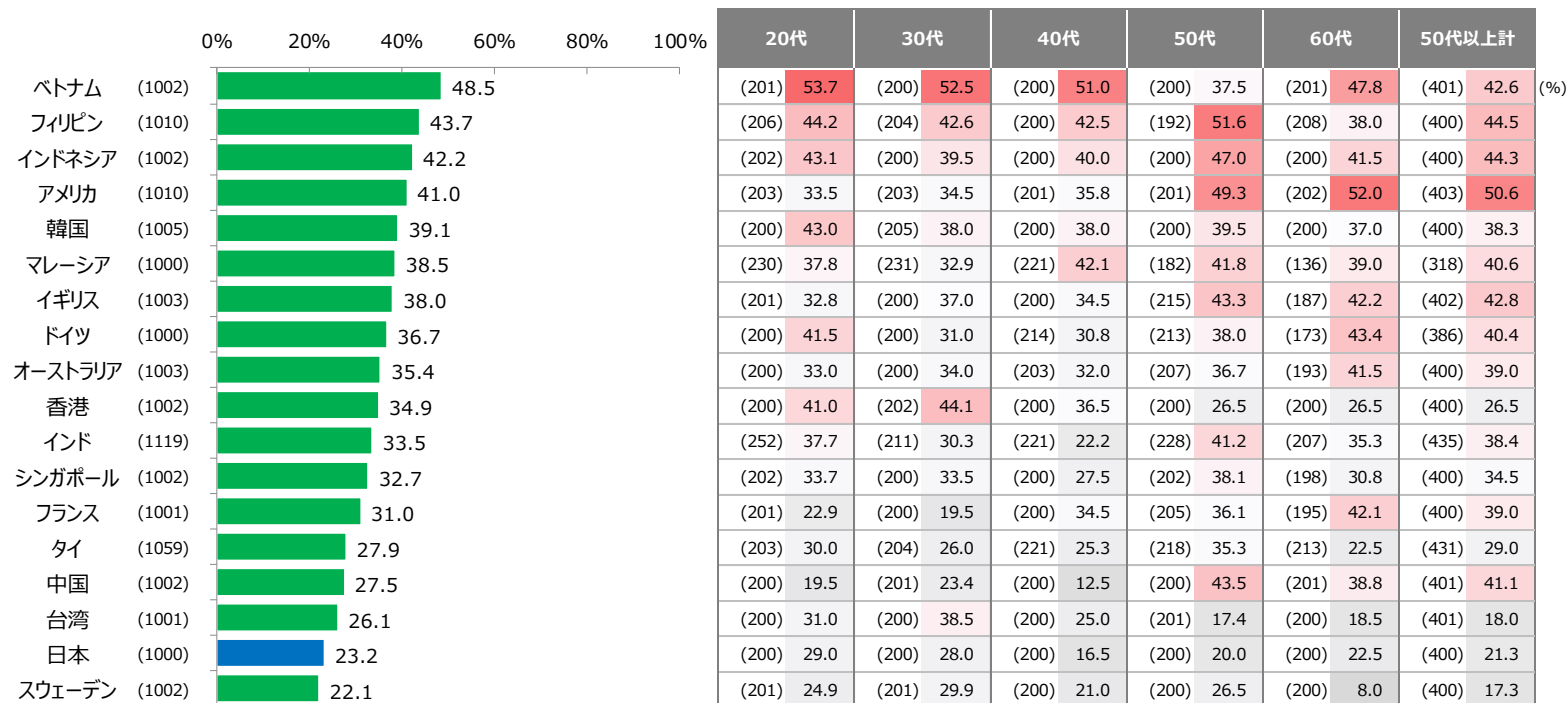 0% 20% 40% 60% 80% 100% 20代 30代 40代 50代 60代 50代以上計
ベトナム (1002) 48.5 (201) 53.7 (200) 52.5 (200) 51.0 (200) 37.5 (201) 47.8 (401) 42.6 (%)
フィリピン (1010) 43.7 (206) 44.2 (204) 42.6 (200) 42.5 (192) 51.6 (208) 38.0 (400) 44.5
インドネシア (1002) 42.2 (202) 43.1 (200) 39.5 (200) 40.0 (200) 47.0 (200) 41.5 (400) 44.3
アメリカ (1010) 41.0 (203) 33.5 (203) 34.5 (201) 35.8 (201) 49.3 (202) 52.0 (403) 50.6
韓国 (1005) 39.1 (200) 43.0 (205) 38.0 (200) 38.0 (200) 39.5 (200) 37.0 (400) 38.3
マレーシア (1000) 38.5 (230) 37.8 (231) 32.9 (221) 42.1 (182) 41.8 (136) 39.0 (318) 40.6
イギリス (1003) 38.0 (201) 32.8 (200) 37.0 (200) 34.5 (215) 43.3 (187) 42.2 (402) 42.8
ドイツ (1000) 36.7 (200) 41.5 (200) 31.0 (214) 30.8 (213) 38.0 (173) 43.4 (386) 40.4
オーストラリア (1003) 35.4 (200) 33.0 (200) 34.0 (203) 32.0 (207) 36.7 (193) 41.5 (400) 39.0
香港 (1002) 34.9 (200) 41.0 (202) 44.1 (200) 36.5 (200) 26.5 (200) 26.5 (400) 26.5
インド (1119) 33.5 (252) 37.7 (211) 30.3 (221) 22.2 (228) 41.2 (207) 35.3 (435) 38.4
シンガポール (1002) 32.7 (202) 33.7 (200) 33.5 (200) 27.5 (202) 38.1 (198) 30.8 (400) 34.5
フランス (1001) 31.0 (201) 22.9 (200) 19.5 (200) 34.5 (205) 36.1 (195) 42.1 (400) 39.0
タイ (1059) 27.9 (203) 30.0 (204) 26.0 (221) 25.3 (218) 35.3 (213) 22.5 (431) 29.0
中国 (1002) 27.5 (200) 19.5 (201) 23.4 (200) 12.5 (200) 43.5 (201) 38.8 (401) 41.1
台湾 (1001) 26.1 (200) 31.0 (200) 38.5 (200) 25.0 (201) 17.4 (200) 18.5 (401) 18.0
日本 (1000) 23.2 (200) 29.0 (200) 28.0 (200) 16.5 (200) 20.0 (200) 22.5 (400) 21.3
スウェーデン (1002) 22.1 (201) 24.9 (201) 29.9 (200) 21.0 (200) 26.5 (200) 8.0 (400) 17.3